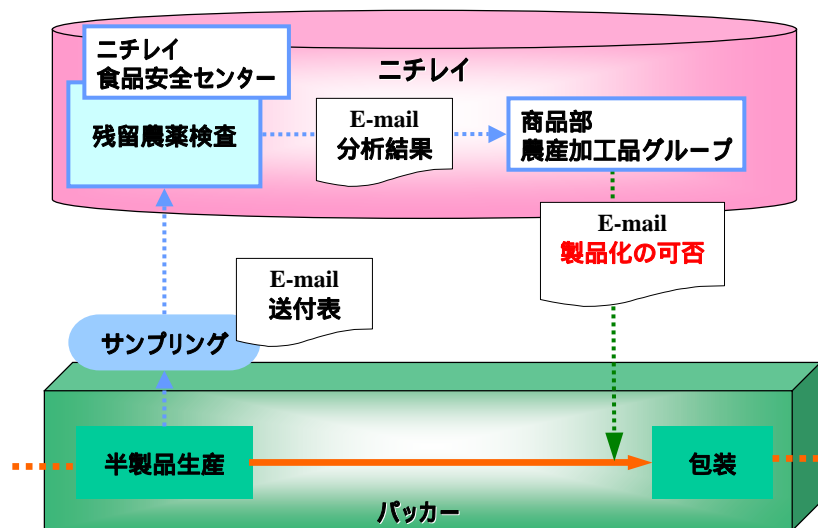 ニチレイ
食品安全センター
ニチレイ
残留農薬検査
E-mail
分析結果
商品部
農産加工品グループ
E-mail
製品化の可否
E-mail
送付表
サンプリング
半製品生産
包装
パッカー